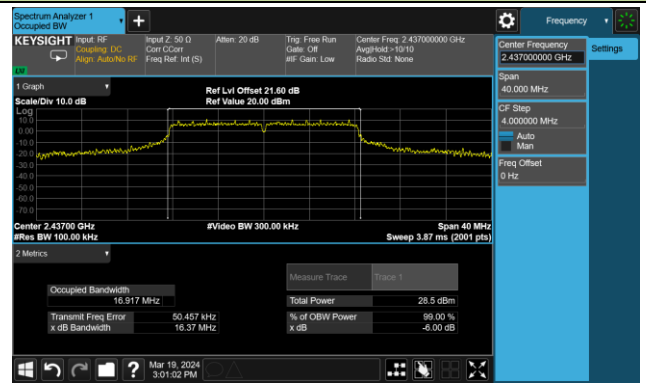 Spectrum Analyzer 1
Occupied BW
+
Frequency
KEYSIGHT
Input: RF
Coupling: DC
Align: Auto/No RF
Input Z: 50 Ω
Corr CCorr
Freq Ref: Int (S)
Atten: 20 dB
Trig: Free Run
Gate: Off
#IF Gain: Low
Center Freq: 2.437000000 GHz
Avg|Hold:>10/10
Radio Std: None
Center Frequency
2.437000000 GHz
Settings
Span
40.000 MHz
CF Step
4.000000 MHz
Auto
Man
Freq Offset
0 Hz
1 Graph
Scale/Div 10.0 dB
Ref Lvl Offset 21.60 dB
Ref Value 20.00 dBm
Log
10.0
0.00
-10.0
-20.0
-30.0
-40.0
-50.0
-60.0
-70.0
Center 2.43700 GHz
#Video BW 300.00 kHz
Span 40 MHz
#Res BW 100.00 kHz
Sweep 3.87 ms (2001 pts)
2 Metrics
Measure Trace
Trace 1
Occupied Bandwidth
16.917 MHz
Total Power
28.5 dBm
Transmit Freq Error
50.457 kHz
% of OBW Power
99.00 %
x dB Bandwidth
16.37 MHz
x dB
-6.00 dB
?
Mar 19, 2024
3:01:02 PM